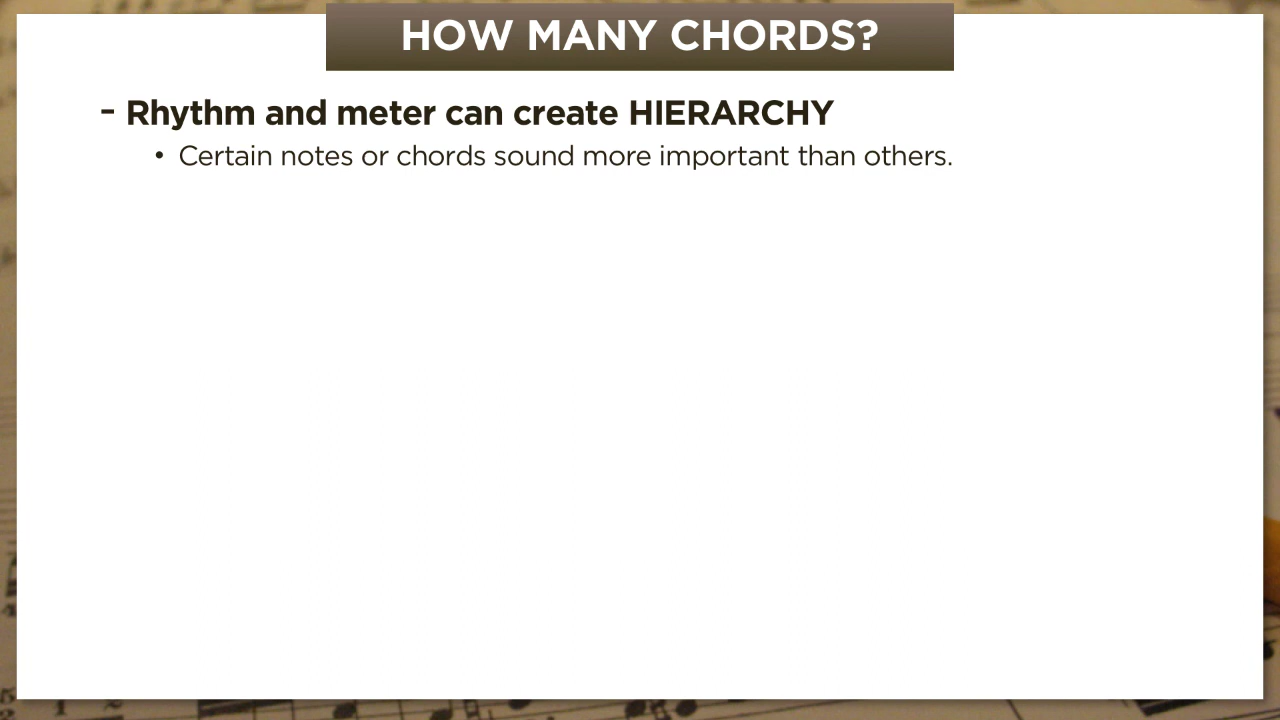 HOW MANY CHORDS?
– Rhythm and meter can create HIERARCHY
• Certain notes or chords sound more important than others.